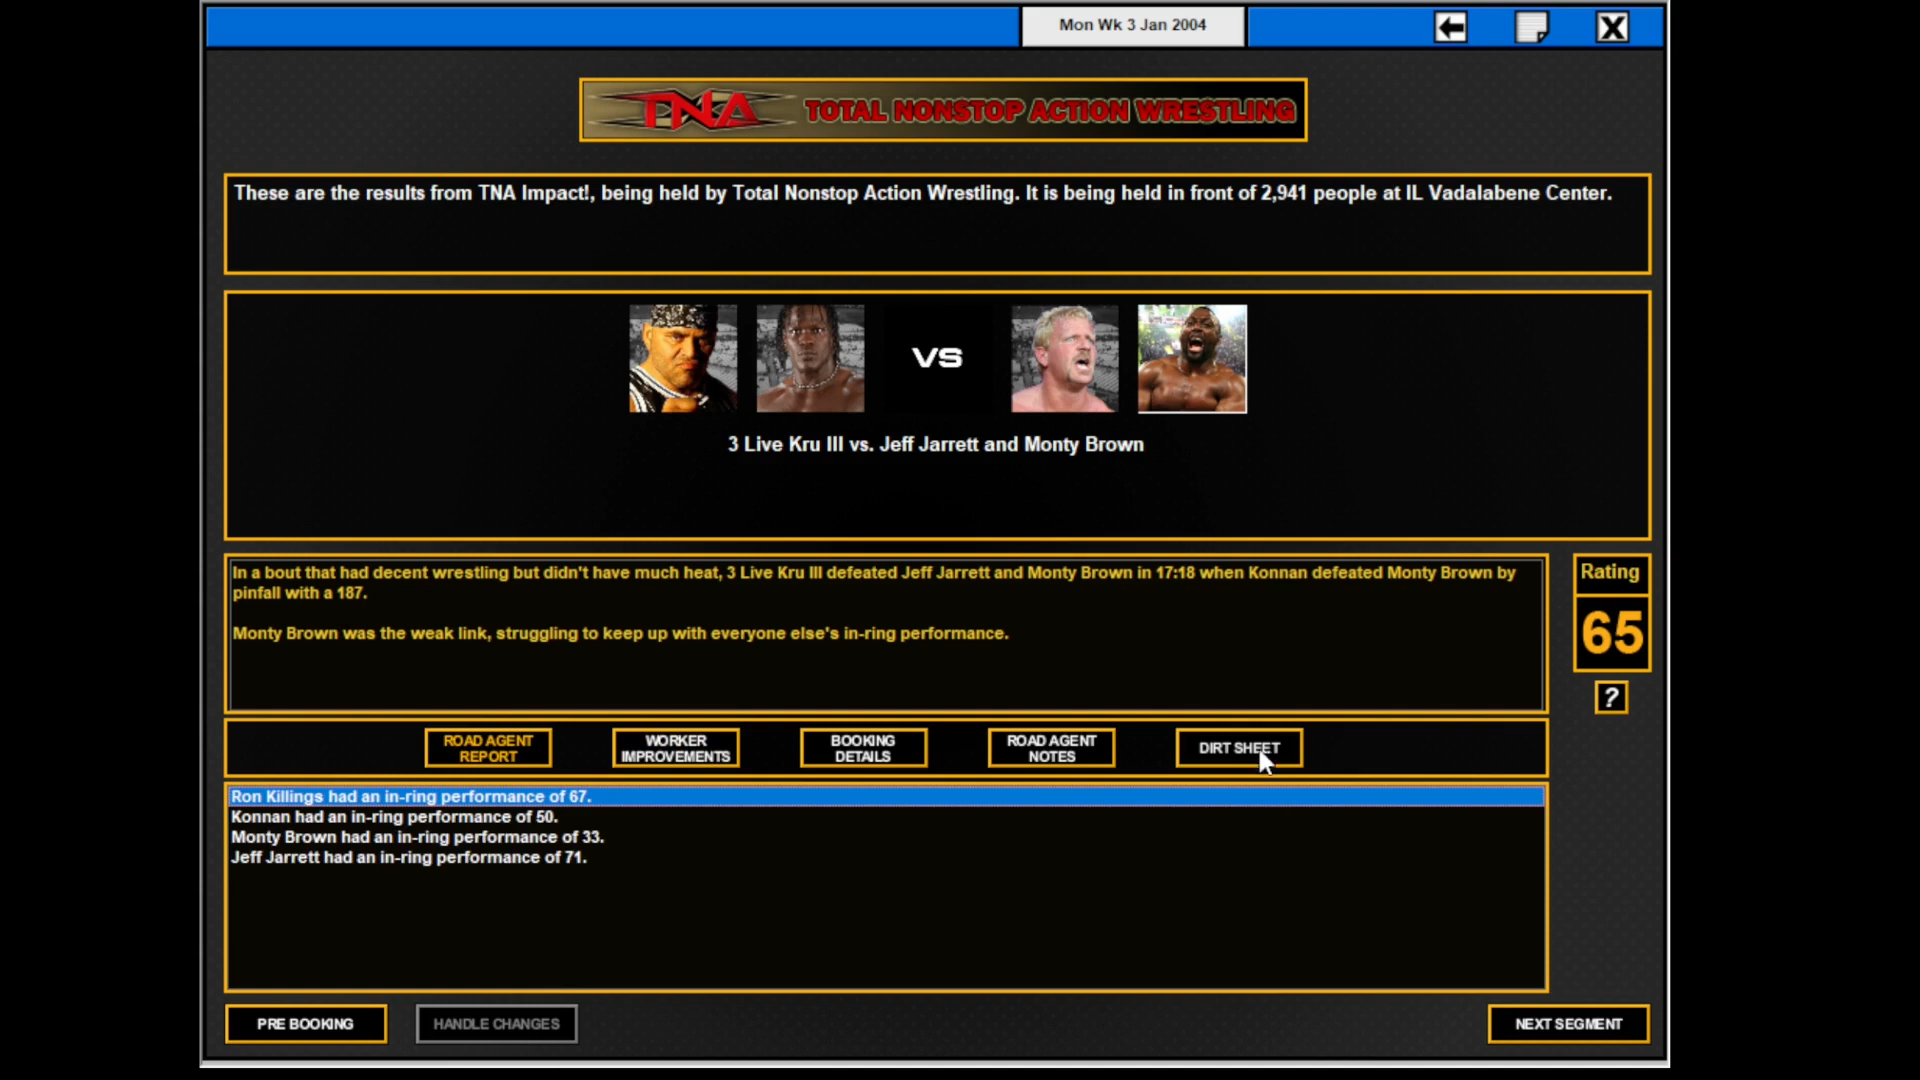 Mon Wk 3 Jan 2004
TNA TOTAL NONSTOP ACTION WRESTLING
These are the results from TNA Impact!, being held by Total Nonstop Action Wrestling. It is being held in front of 2,941 people at IL Vadalabene Center.
VS
3 Live Kru III vs. Jeff Jarrett and Monty Brown
In a bout that had decent wrestling but didn't have much heat, 3 Live Kru III defeated Jeff Jarrett and Monty Brown in 17:18 when Konnan defeated Monty Brown by
pinfall with a 187.
Monty Brown was the weak link, struggling to keep up with everyone else's in-ring performance.
Rating
65
?
ROAD AGENT
REPORT
WORKER
IMPROVEMENTS
BOOKING
DETAILS
ROAD AGENT
NOTES
DIRT SHEET
Ron Killings had an in-ring performance of 67.
Konnan had an in-ring performance of 50.
Monty Brown had an in-ring performance of 33.
Jeff Jarrett had an in-ring performance of 71.
PRE BOOKING
HANDLE CHANGES
NEXT SEGMENT